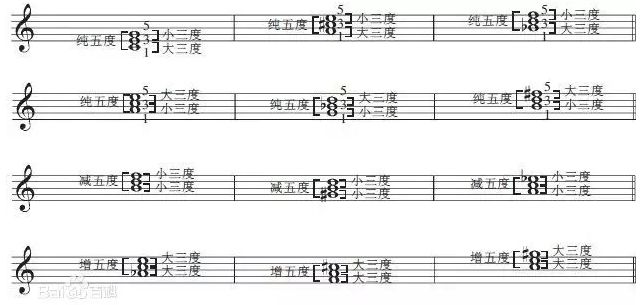 纯五度 5 小三度
3
1 大三度
纯五度 5 小三度
3
1 大三度
纯五度 5 小三度
3
1 大三度
纯五度 5 大三度
3 小三度
1
纯五度 5 大三度
3 小三度
1
纯五度 5 大三度
3 小三度
1
减五度 小三度
小三度
减五度 小三度
小三度
减五度 小三度
小三度
增五度 大三度
大三度
增五度 大三度
大三度
增五度 大三度
大三度
Baidu百科